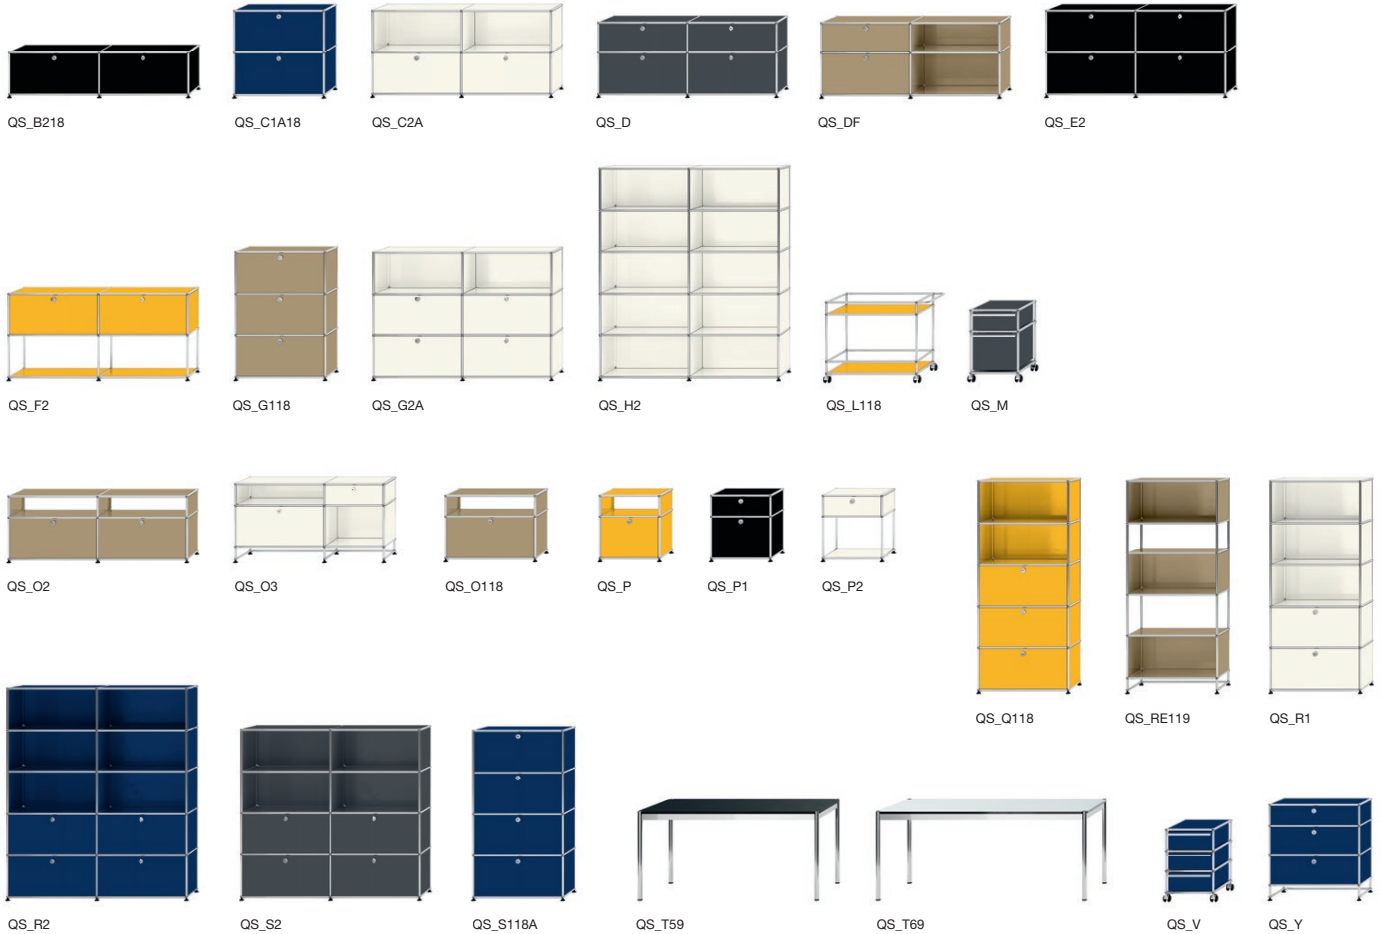 QS_B218 QS_C1A18 QS_C2A QS_D QS_DF QS_E2
QS_F2 QS_G118 QS_G2A QS_H2 QS_L118 QS_M
QS_O2 QS_O3 QS_O118 QS_P QS_P1 QS_P2
QS_Q118 QS_RE119 QS_R1
QS_R2 QS_S2 QS_S118A QS_T59 QS_T69 QS_V QS_Y